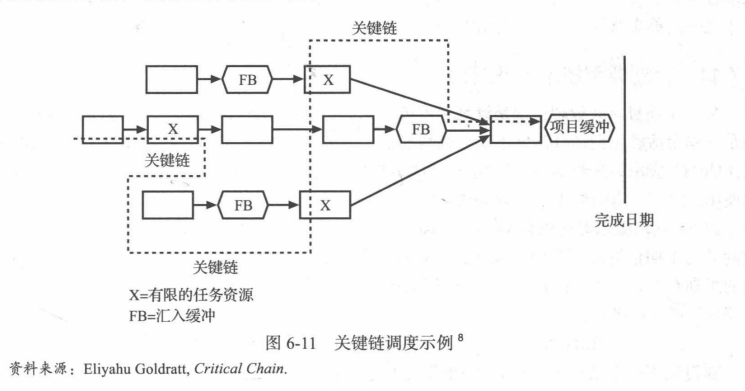 关键链
FB
X
X
FB
项目缓冲
关键链
FB
X
完成日期
关键链
X=有限的任务资源
FB=汇入缓冲
图 6-11 关键链调度示例 8
资料来源：Eliyahu Goldratt, Critical Chain.